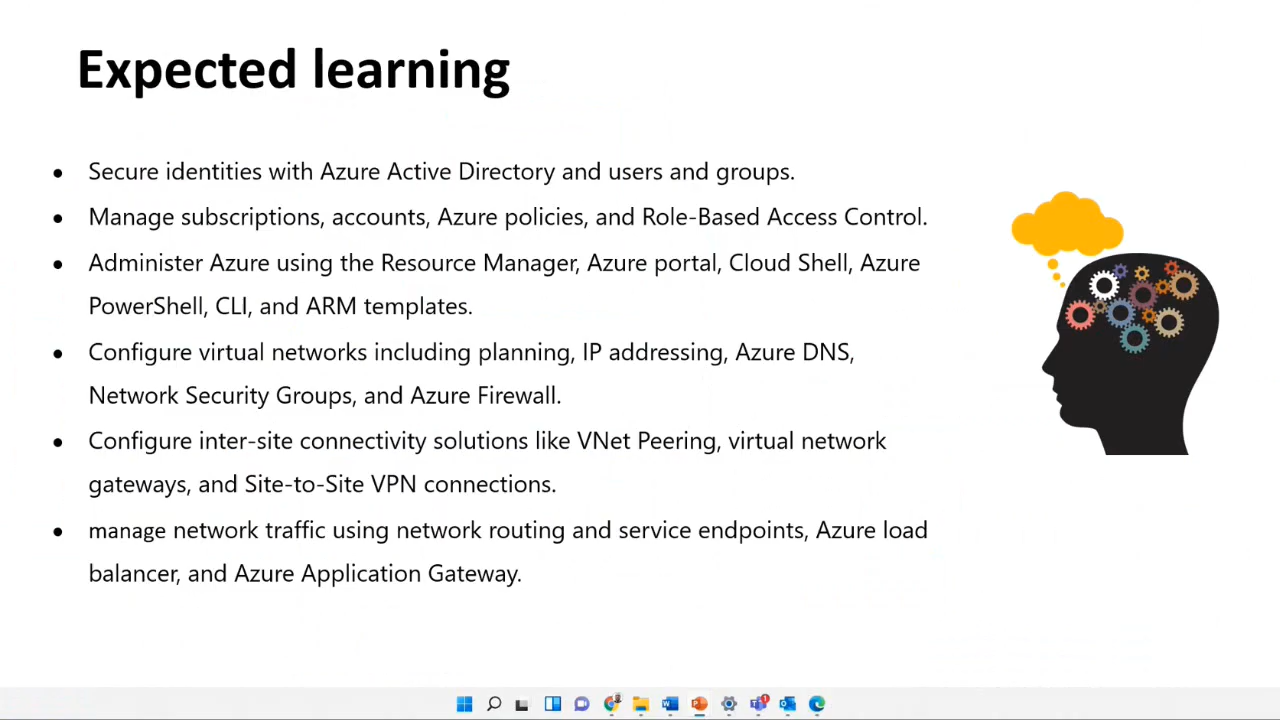 Expected learning
• Secure identities with Azure Active Directory and users and groups.
• Manage subscriptions, accounts, Azure policies, and Role-Based Access Control.
• Administer Azure using the Resource Manager, Azure portal, Cloud Shell, Azure
PowerShell, CLI, and ARM templates.
• Configure virtual networks including planning, IP addressing, Azure DNS,
Network Security Groups, and Azure Firewall.
• Configure inter-site connectivity solutions like VNet Peering, virtual network
gateways, and Site-to-Site VPN connections.
• manage network traffic using network routing and service endpoints, Azure load
balancer, and Azure Application Gateway.